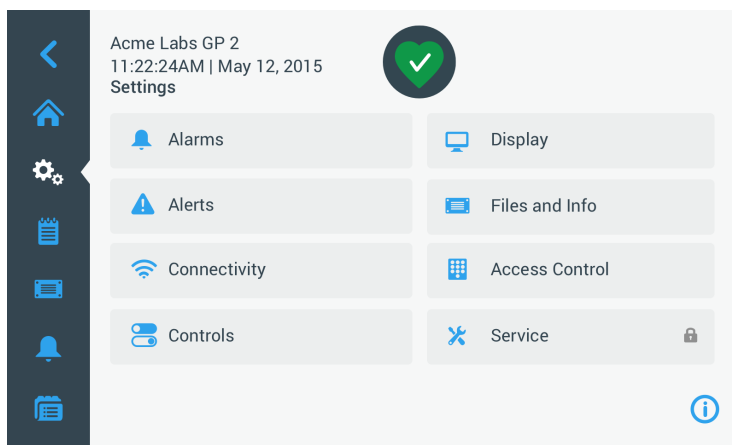 Acme Labs GP 2
11:22:24AM | May 12, 2015
Settings
Alarms
Display
Alerts
Files and Info
Connectivity
Access Control
Controls
Service